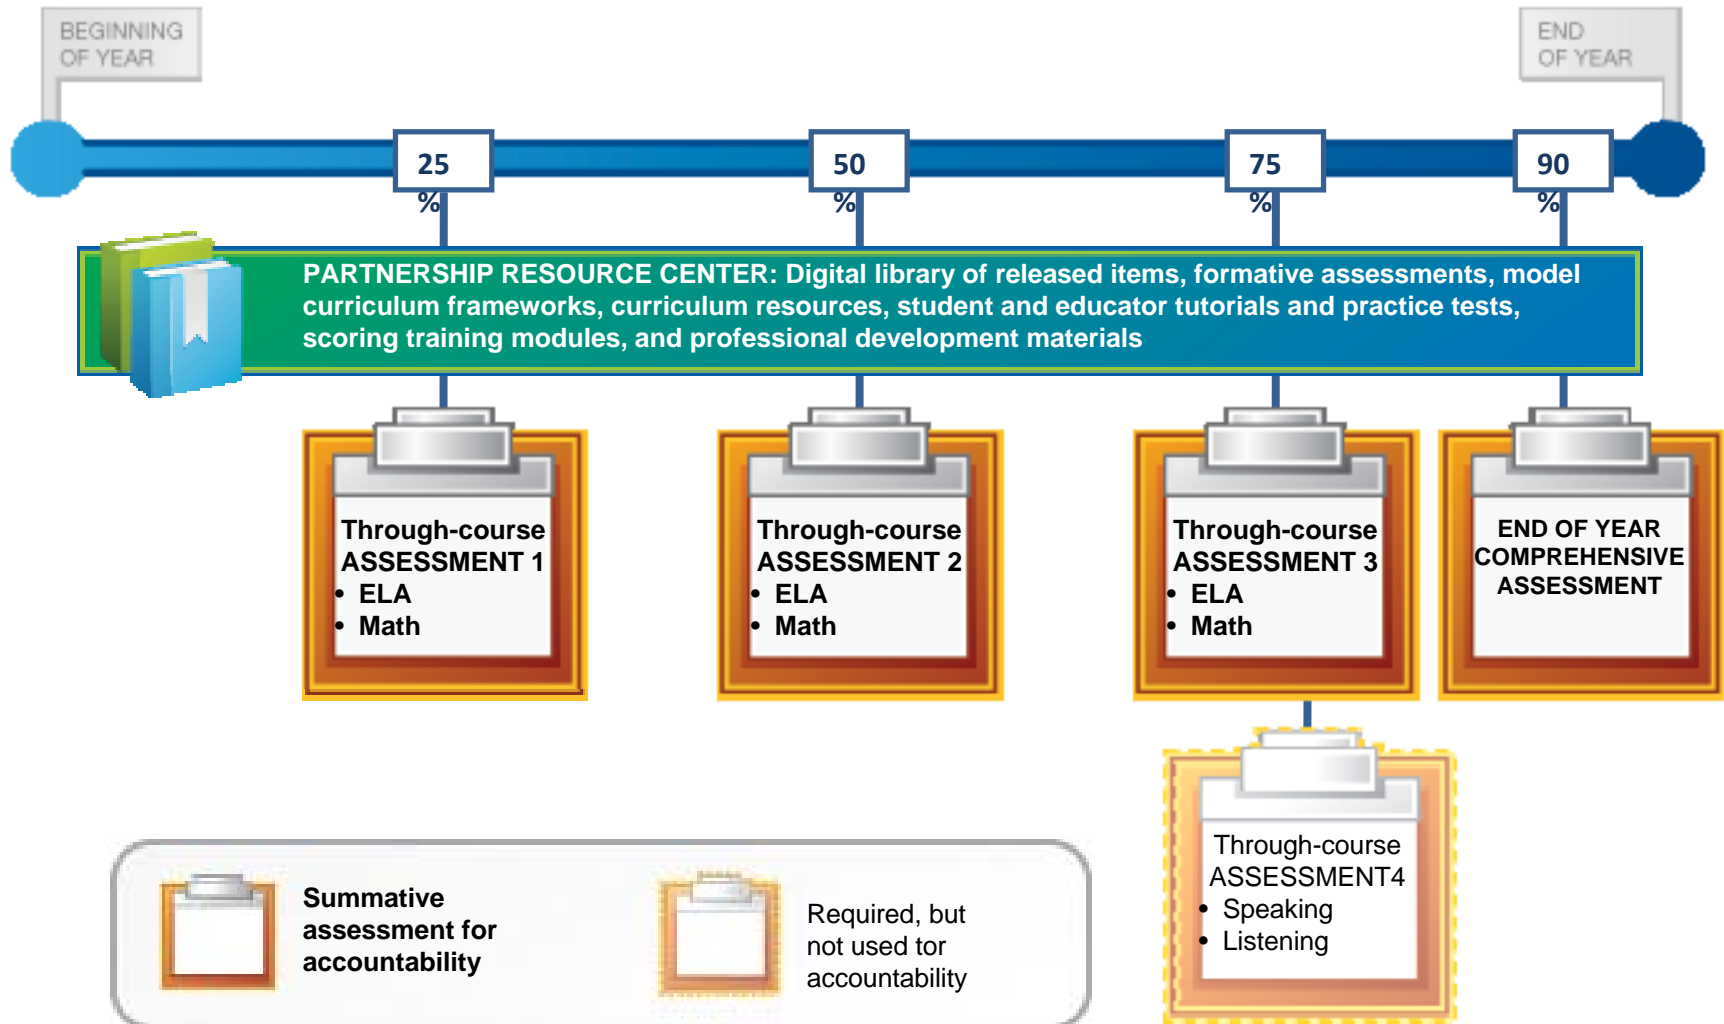 BEGINNING
OF YEAR
END
OF YEAR
25
%
50
%
75
%
90
%
PARTNERSHIP RESOURCE CENTER: Digital library of released items, formative assessments, model
curriculum frameworks, curriculum resources, student and educator tutorials and practice tests,
scoring training modules, and professional development materials
Through-course
ASSESSMENT 1
• ELA
• Math
Through-course
ASSESSMENT 2
• ELA
• Math
Through-course
ASSESSMENT 3
• ELA
• Math
END OF YEAR
COMPREHENSIVE
ASSESSMENT
Through-course
ASSESSMENT4
• Speaking
• Listening
Summative
assessment for
accountability
Required, but
not used tor
accountability